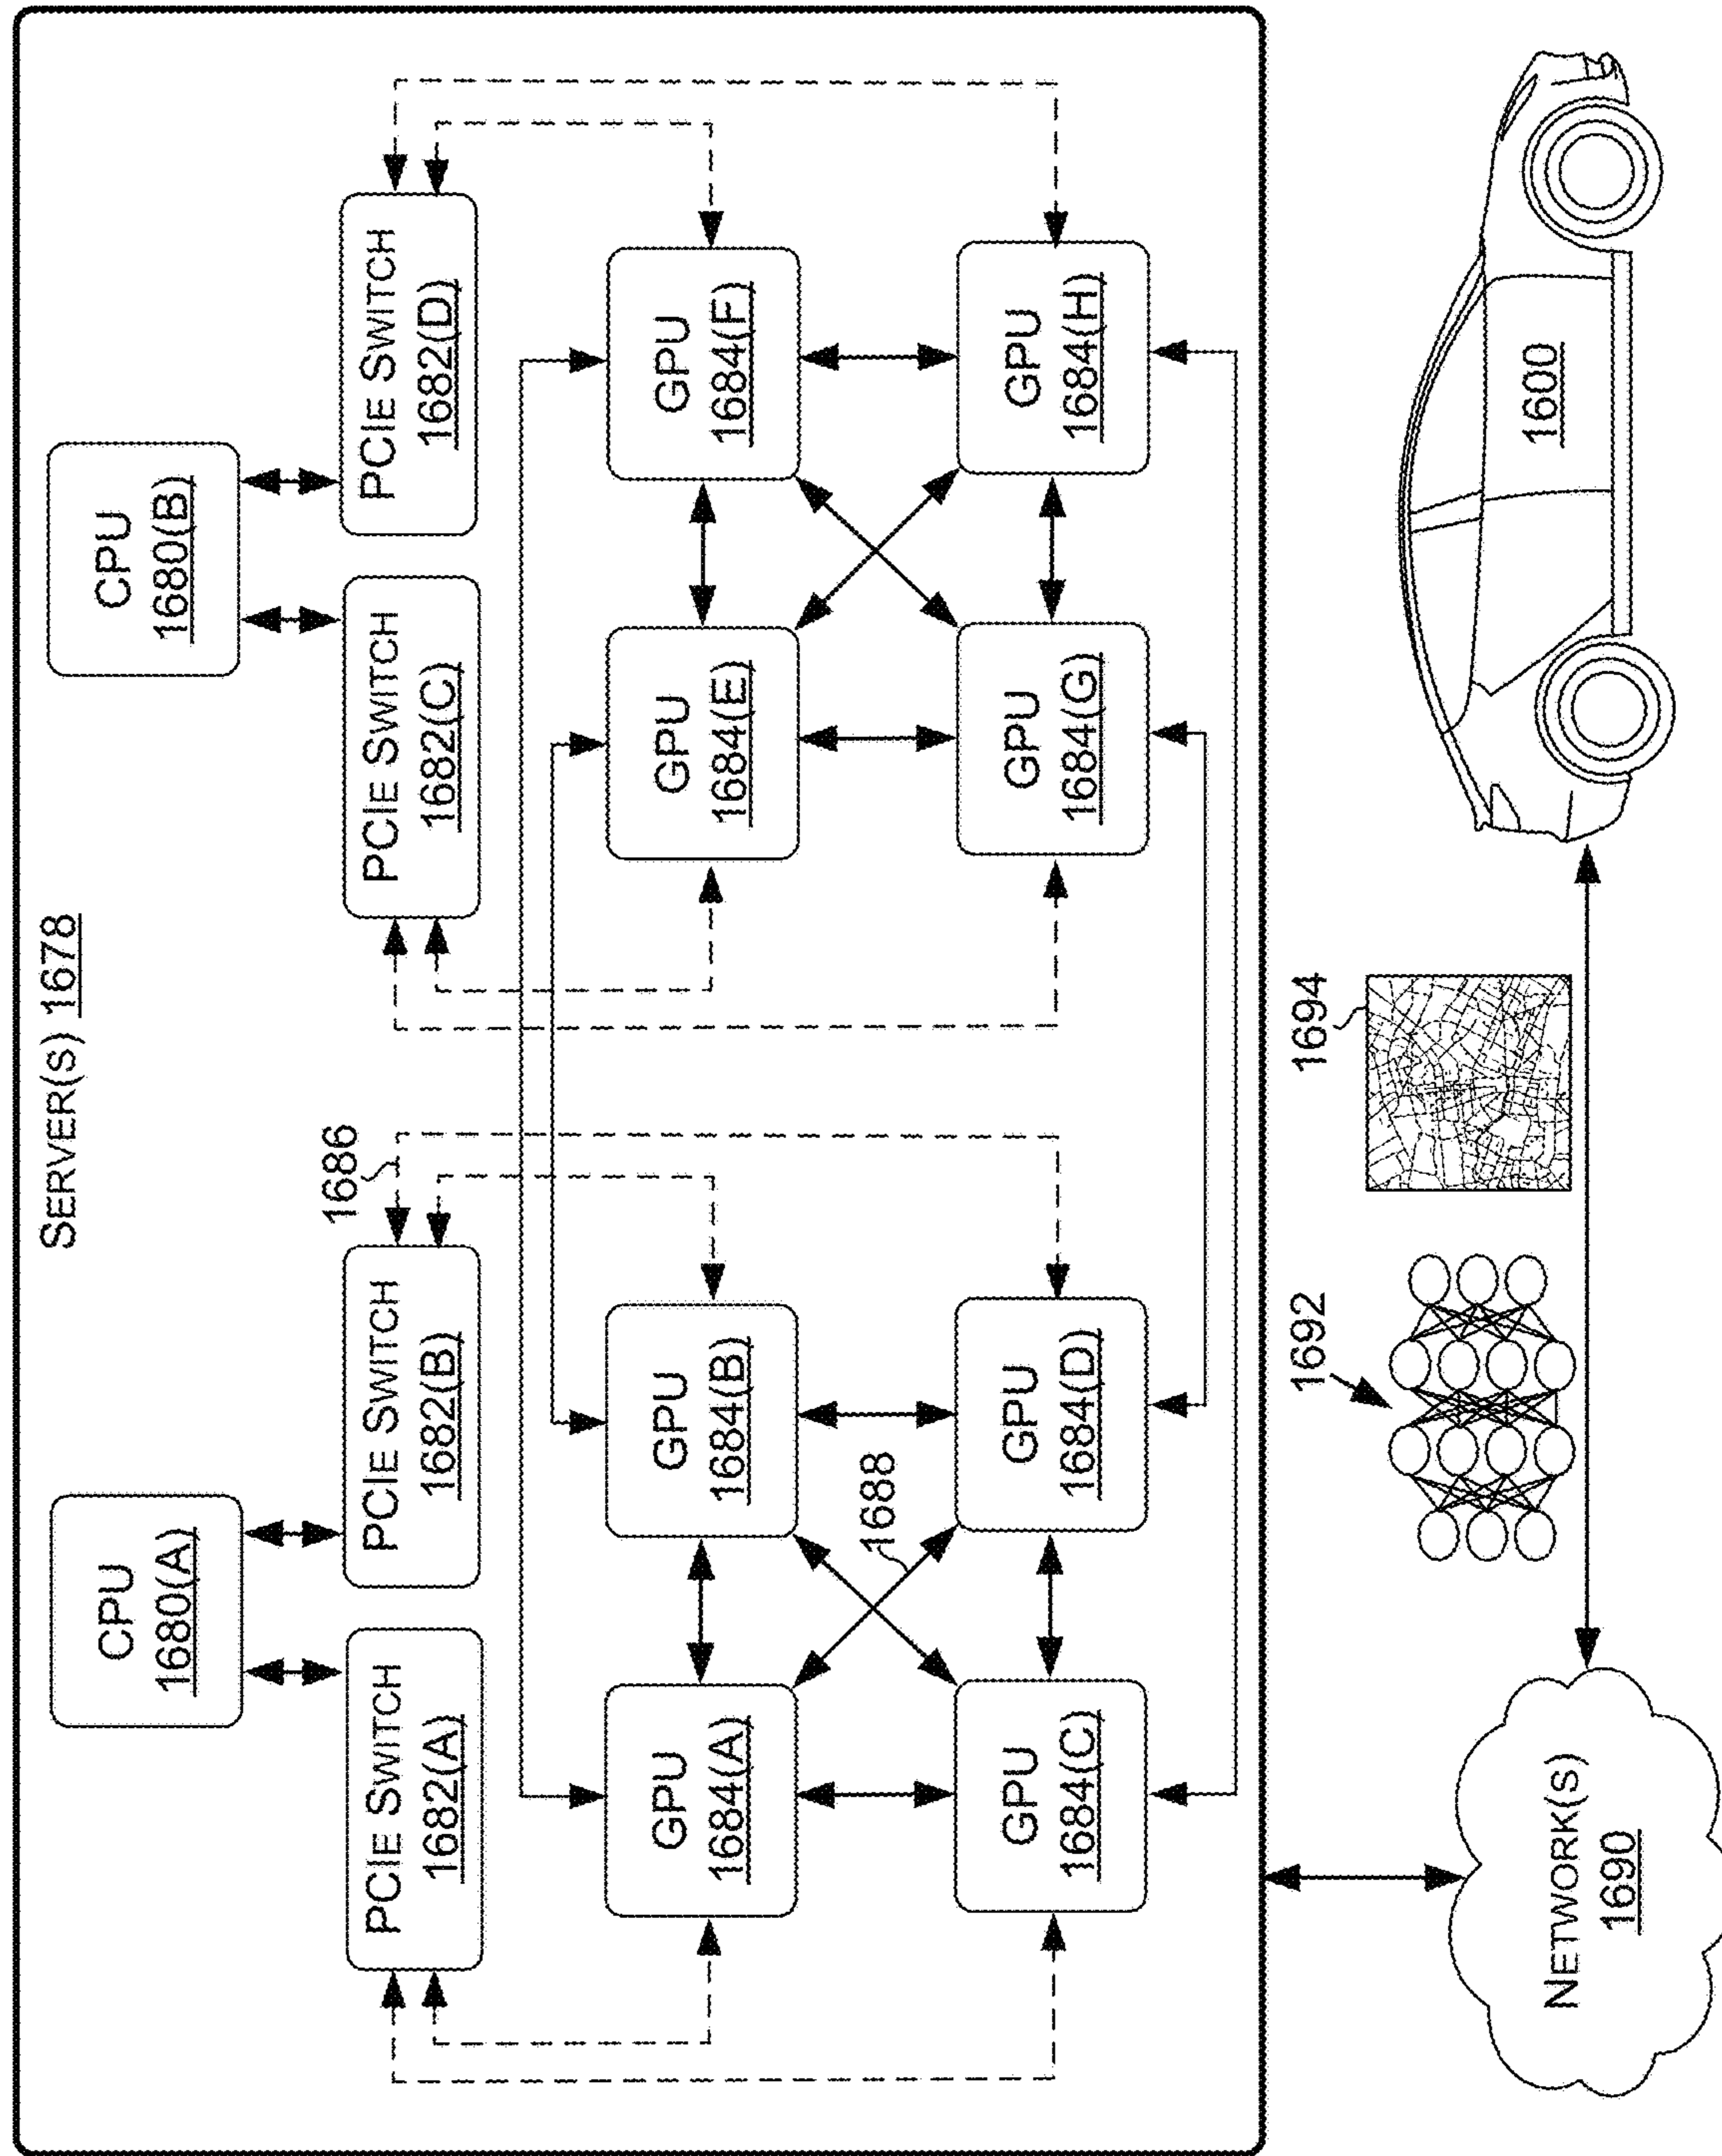 SERVER(S) 1678
CPU
1680(A)
CPU
1680(B)
PCIE SWITCH
1682(A)
PCIE SWITCH
1682(B)
1686
PCIE SWITCH
1682(C)
PCIE SWITCH
1682(D)
GPU
1684(A)
GPU
1684(B)
GPU
1684(E)
GPU
1684(F)
1688
GPU
1684(C)
GPU
1684(D)
GPU
1684(G)
GPU
1684(H)
NETWORK(S)
1690
1692
1694
1600